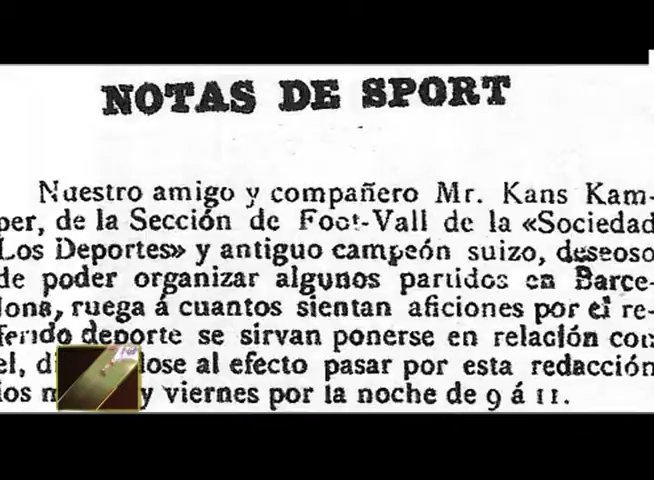 NOTAS DE SPORT
Nuestro amigo y compañero Mr. Kans Kam-
per, de la Sección de Foot-Vall de la «Sociedad
Los Deportes» y antiguo campeón suizo, deseoso
de poder organizar algunos partidos en Barce-
lona, ruega á cuantos sientan aficiones por el re-
ferido deporte se sirvan ponerse en relación con
el, dose al efecto pasar por esta redacción
los y viernes por la noche de 9 á 11.